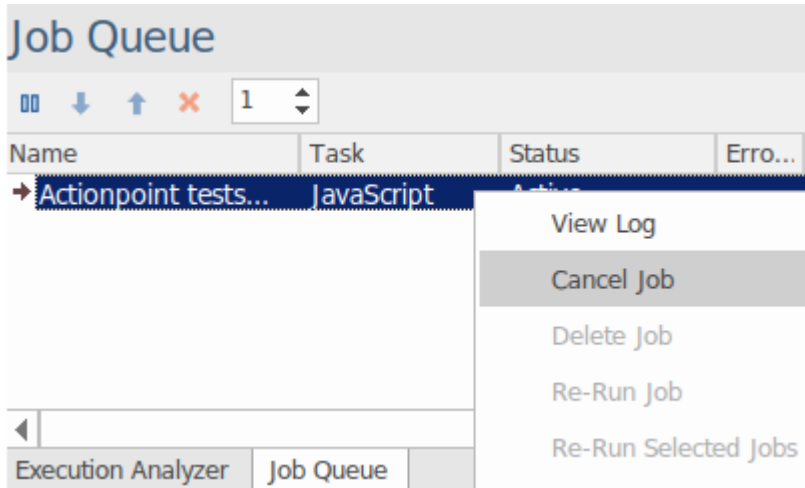 Job Queue
1
Name Task Status Erro...
Actionpoint tests... JavaScript Active
View Log
Cancel Job
Delete Job
Re-Run Job
Re-Run Selected Jobs
Execution Analyzer Job Queue